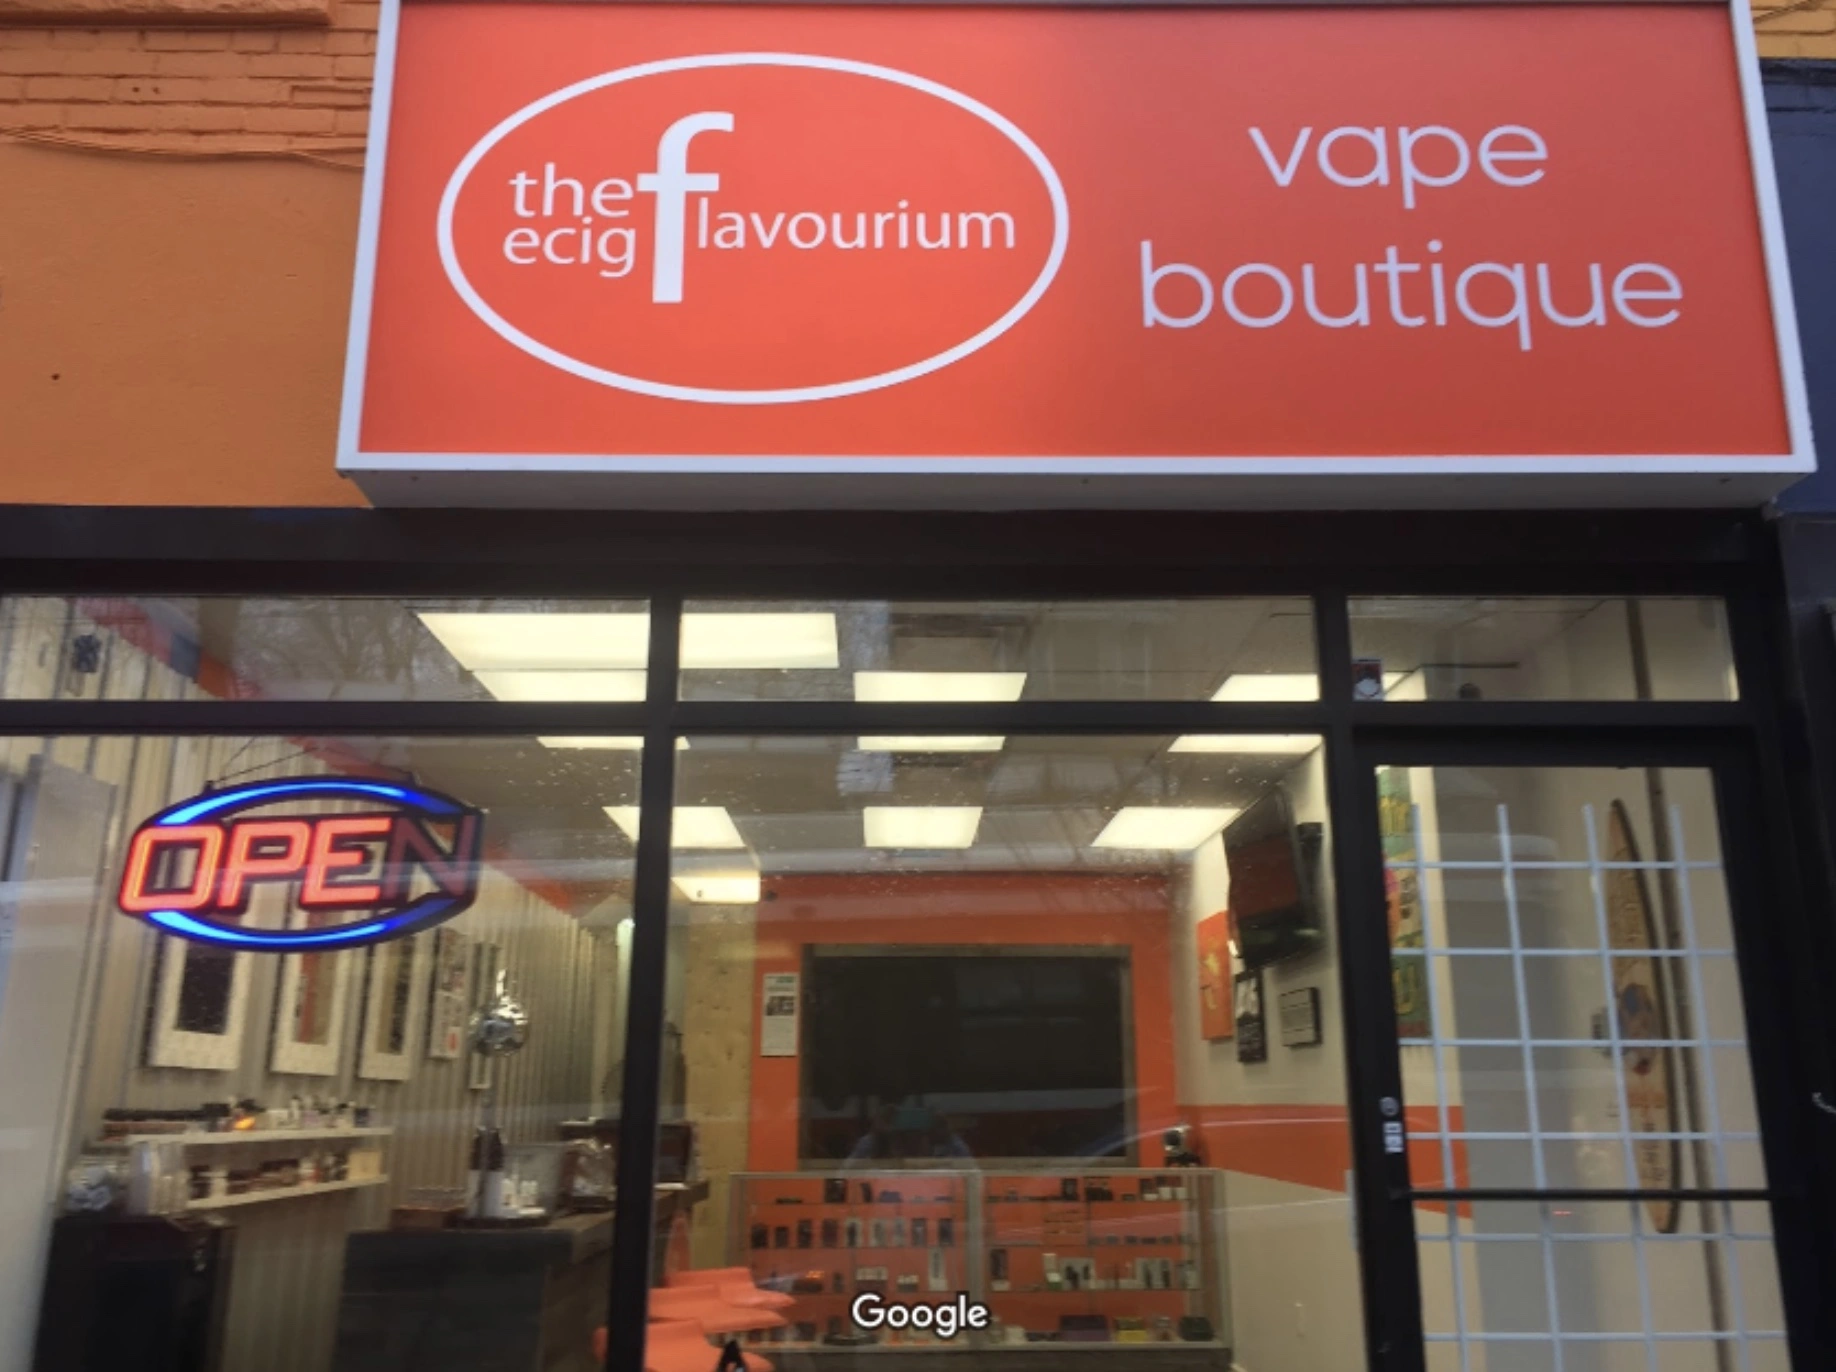 the
ecig
flavourium
vape
boutique
OPEN
Google